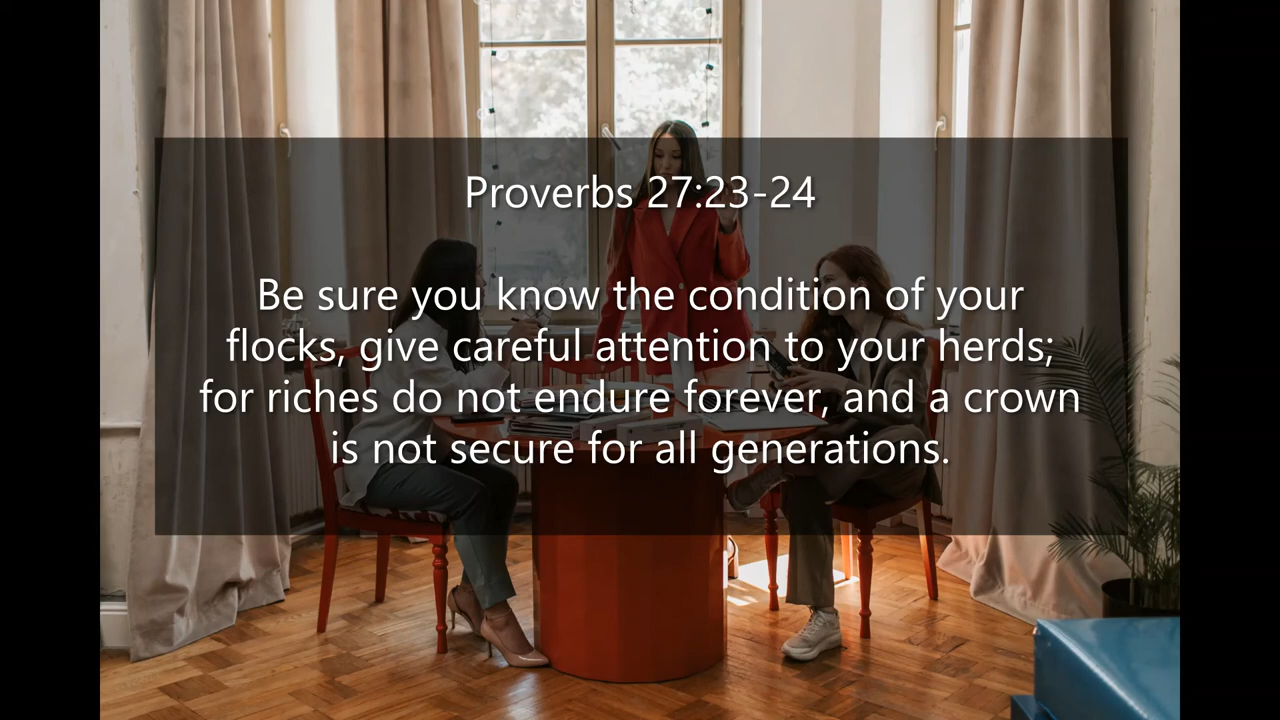 Proverbs 27:23-24
Be sure you know the condition of your
flocks, give careful attention to your herds;
for riches do not endure forever, and a crown
is not secure for all generations.